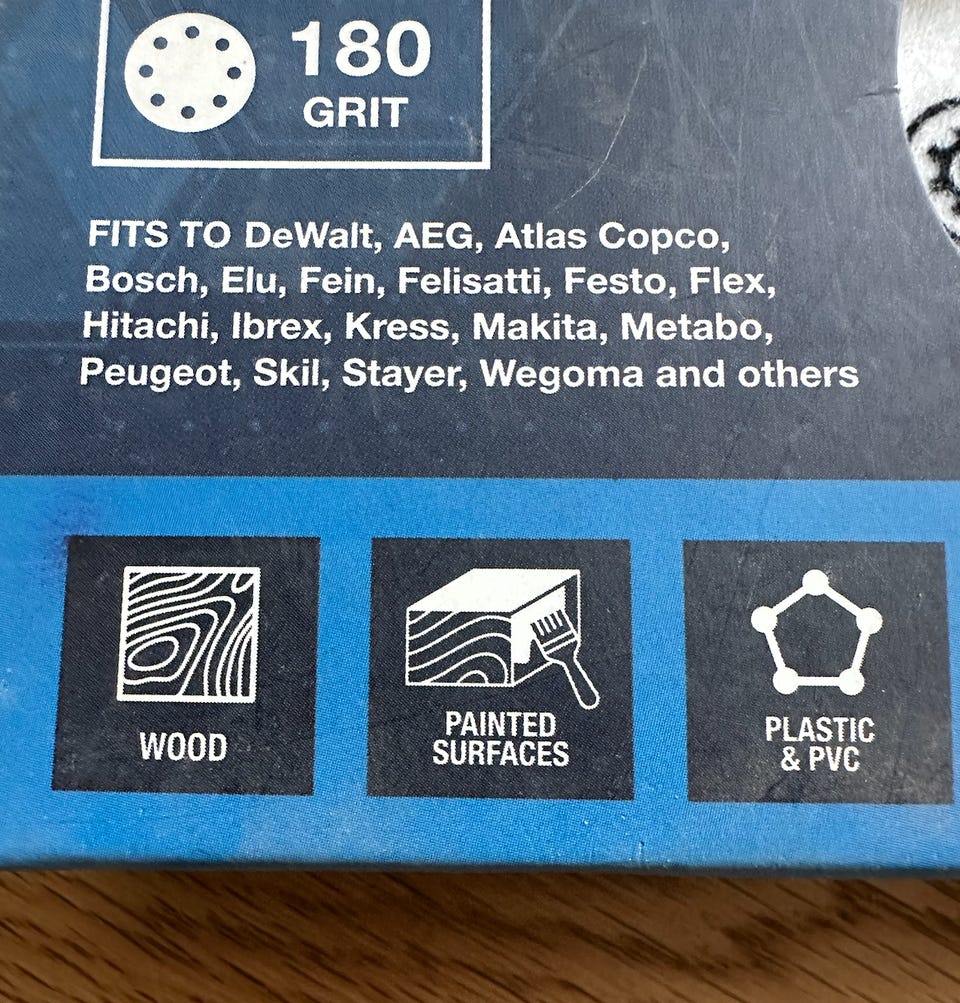 180
GRIT
FITS TO DeWalt, AEG, Atlas Copco,
Bosch, Elu, Fein, Felisatti, Festo, Flex,
Hitachi, Ibrex, Kress, Makita, Metabo,
Peugeot, Skil, Stayer, Wegoma and others
WOOD
PAINTED
SURFACES
PLASTIC
& PVC